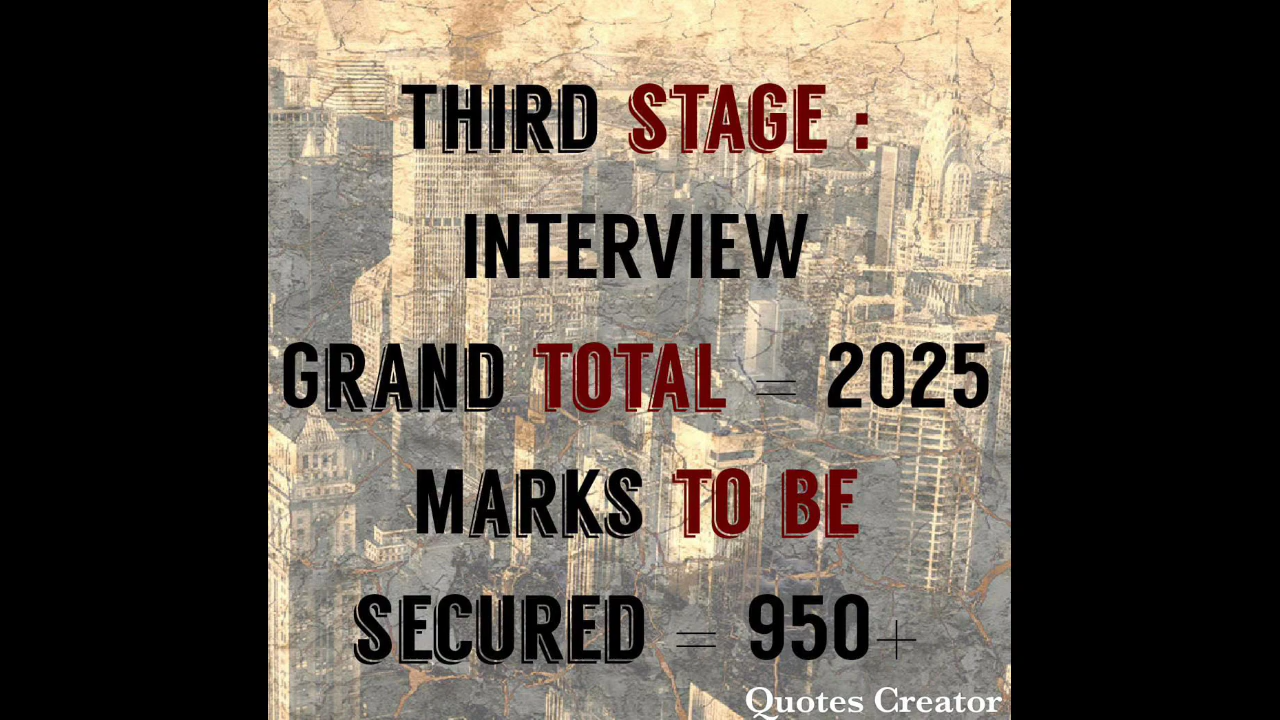 THIRD STAGE :
INTERVIEW
GRAND TOTAL = 2025
MARKS TO BE
SECURED = 950+
Quotes Creator